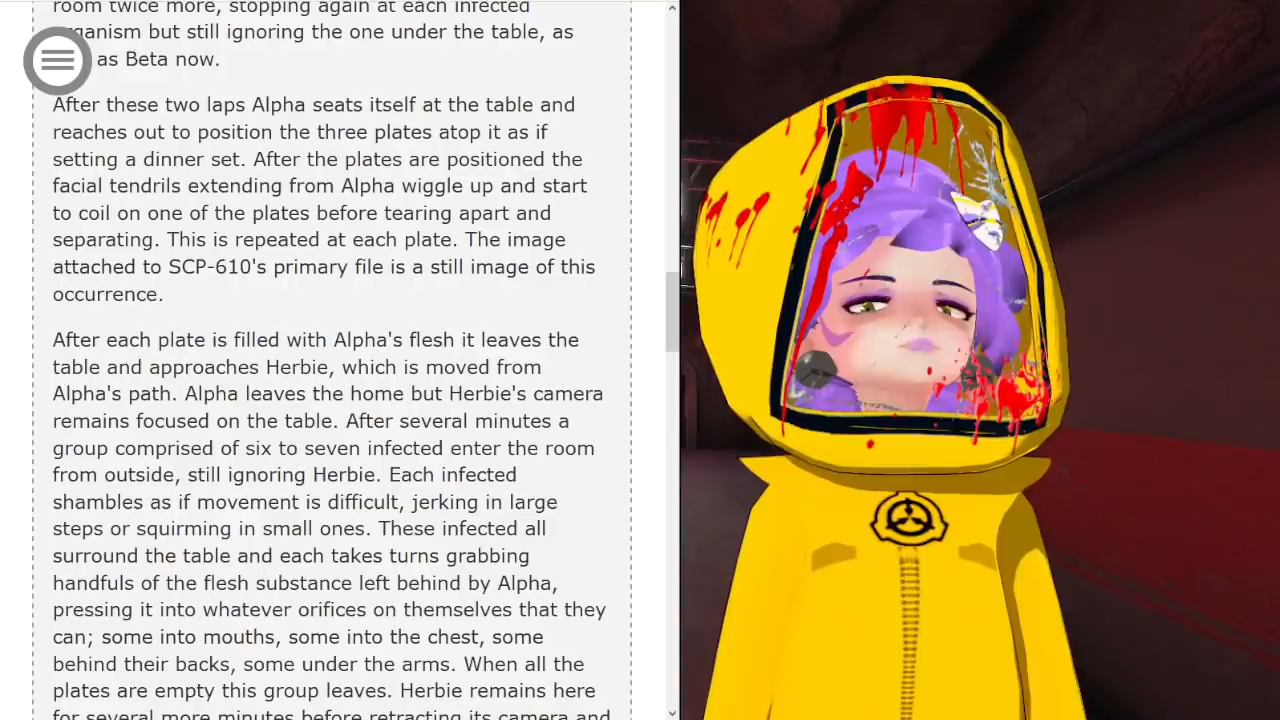 room twice more, stopping again at each infected
organism but still ignoring the one under the table, as
as Beta now.
After these two laps Alpha seats itself at the table and
reaches out to position the three plates atop it as if
setting a dinner set. After the plates are positioned the
facial tendrils extending from Alpha wiggle up and start
to coil on one of the plates before tearing apart and
separating. This is repeated at each plate. The image
attached to SCP-610's primary file is a still image of this
occurrence.
After each plate is filled with Alpha's flesh it leaves the
table and approaches Herbie, which is moved from
Alpha's path. Alpha leaves the home but Herbie's camera
remains focused on the table. After several minutes a
group comprised of six to seven infected enter the room
from outside, still ignoring Herbie. Each infected
shambles as if movement is difficult, jerking in large
steps or squirming in small ones. These infected all
surround the table and each takes turns grabbing
handfuls of the flesh substance left behind by Alpha,
pressing it into whatever orifices on themselves that they
can; some into mouths, some into the chest, some
behind their backs, some under the arms. When all the
plates are empty this group leaves. Herbie remains here
for several more minutes before retracting its camera and